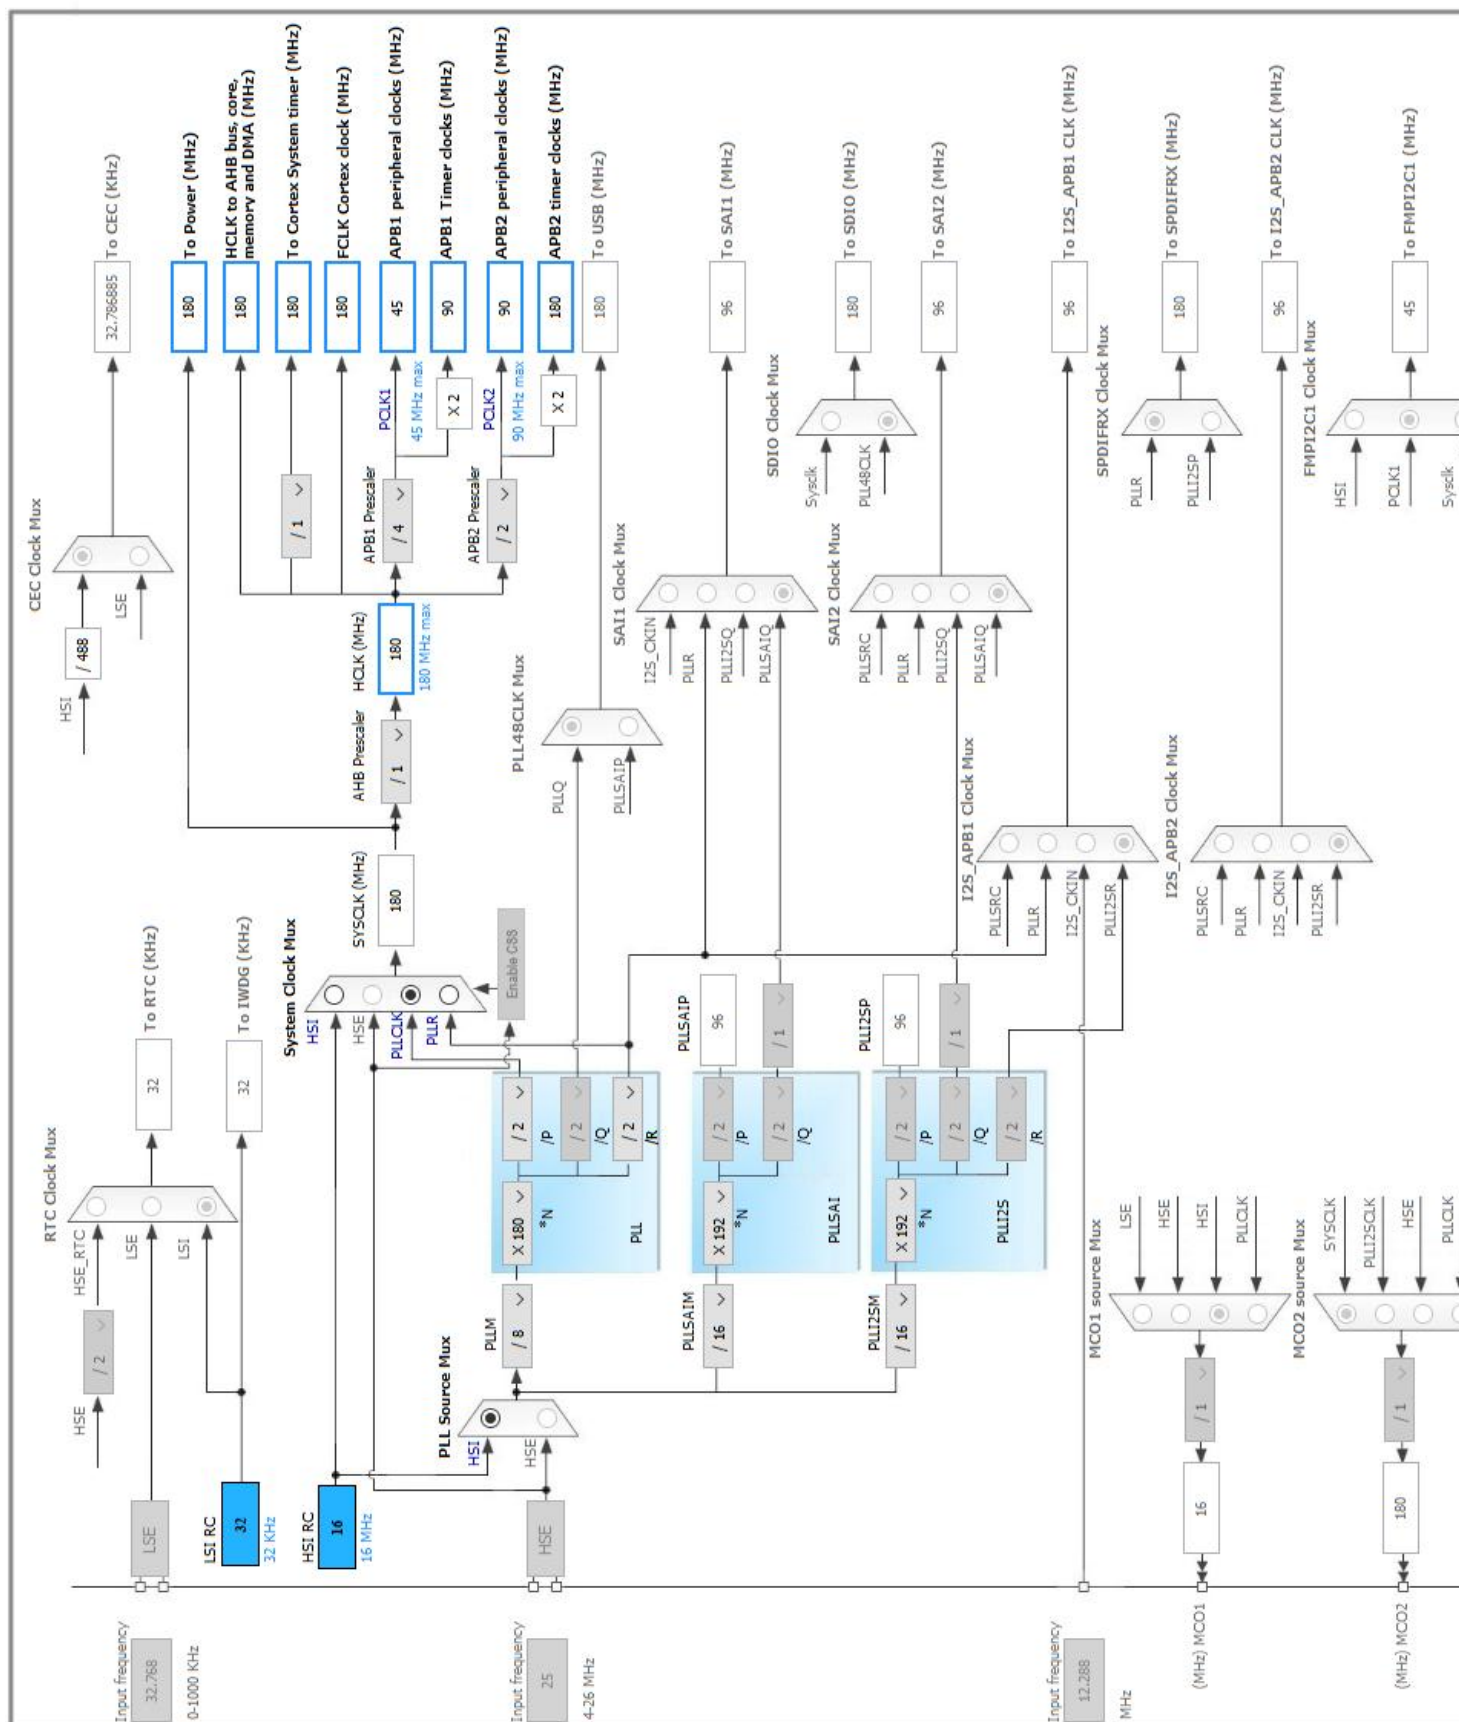 Input frequency
32.768
0-1000 KHz
LSE
LSI RC
32
32 KHz
HSE
/ 2
HSE_RTC
LSE
LSI
RTC Clock Mux
32
To RTC (KHz)
32
To IWDG (KHz)
HSI
/ 488
LSE
CEC Clock Mux
32.786885
To CEC (KHz)
HSI RC
16
16 MHz
System Clock Mux
HSI
HSE
PLLCLK
PLLR
Enable CSS
SYSCLK (MHz)
180
AHB Prescaler
/ 1
HCLK (MHz)
180
180 MHz max
180
To Power (MHz)
180
HCLK to AHB bus, core,
memory and DMA (MHz)
/ 1
180
To Cortex System timer (MHz)
180
FCLK Cortex clock (MHz)
APB1 Prescaler
/ 4
PCLK1
45 MHz max
45
APB1 peripheral clocks (MHz)
X 2
90
APB1 Timer clocks (MHz)
APB2 Prescaler
/ 2
PCLK2
90 MHz max
90
APB2 peripheral clocks (MHz)
X 2
180
APB2 timer clocks (MHz)
Input frequency
25
4-26 MHz
HSE
PLL Source Mux
HSI
HSE
PLLM
/ 8
X 180
*N
/ 2
/P
/ 2
/Q
/ 2
/R
PLL
PLLQ
PLLSAIP
PLL48CLK Mux
180
To USB (MHz)
PLLSAIM
/ 16
X 192
*N
/ 2
/P
/ 2
/Q
PLLSAI
PLLSAIP
96
/ 1
SAI1 Clock Mux
I2S_CKIN
PLLR
PLLI2SQ
PLLSAIQ
96
To SAI1 (MHz)
SDIO Clock Mux
Sysclk
PLL48CLK
180
To SDIO (MHz)
PLLI2SM
/ 16
X 192
*N
/ 2
/P
/ 2
/Q
/ 2
/R
PLLI2S
PLLI2SP
96
/ 1
SAI2 Clock Mux
PLLSRC
PLLR
PLLI2SQ
PLLSAIQ
96
To SAI2 (MHz)
Input frequency
12.288
MHz
I2S_APB1 Clock Mux
PLLSRC
PLLR
I2S_CKIN
PLLI2SR
96
To I2S_APB1 CLK (MHz)
SPDIFRX Clock Mux
PLLR
PLLI2SP
180
To SPDIFRX (MHz)
I2S_APB2 Clock Mux
PLLSRC
PLLR
I2S_CKIN
PLLI2SR
96
To I2S_APB2 CLK (MHz)
FMPI2C1 Clock Mux
HSI
PCLK1
Sysclk
45
To FMPI2C1 (MHz)
(MHz) MCO1
16
/ 1
MCO1 source Mux
LSE
HSE
HSI
PLLCLK
(MHz) MCO2
180
/ 1
MCO2 source Mux
SYSCLK
PLLI2SCLK
HSE
PLLCLK